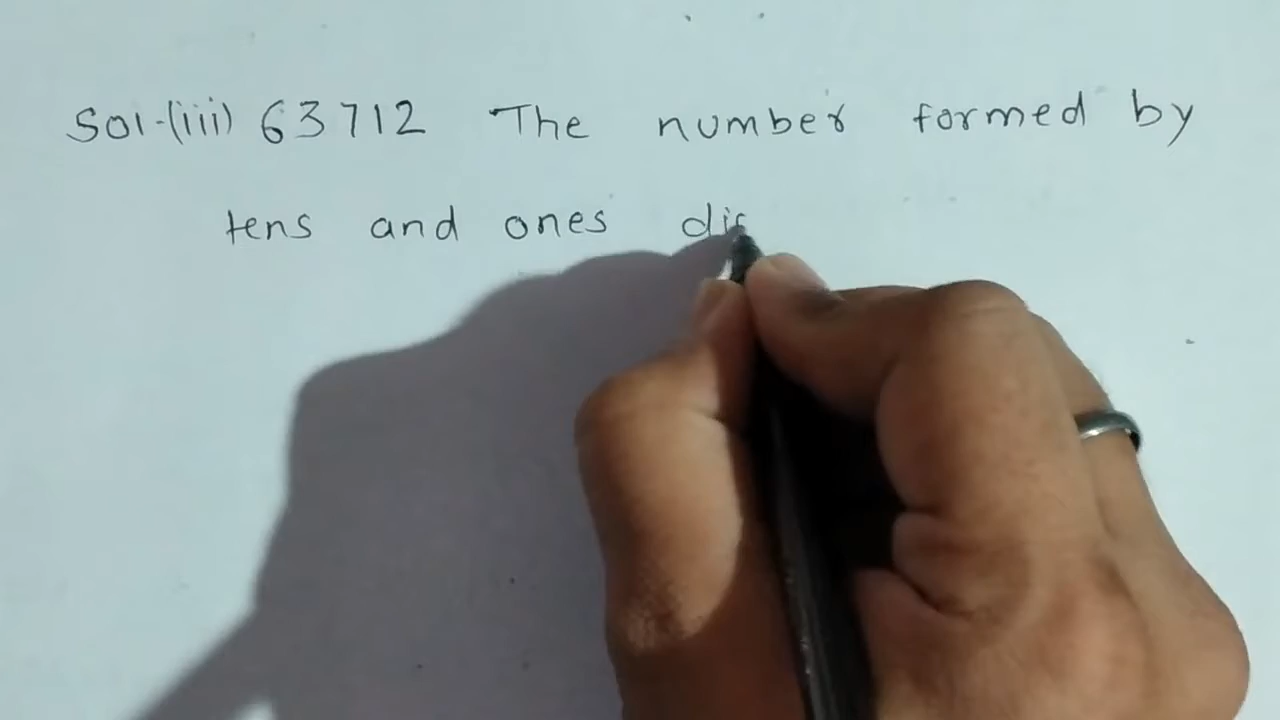 Sol-(iii) 63712 The number formed by
tens and ones